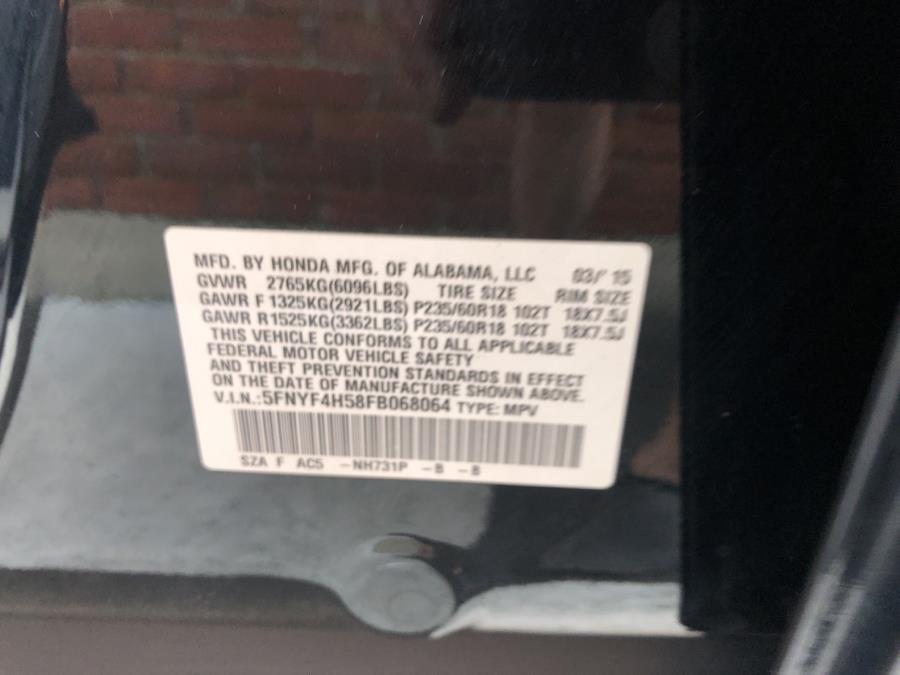 MFD. BY HONDA MFG. OF ALABAMA, LLC 03/'15
GVWR 2765KG(6096LBS) TIRE SIZE RIM SIZE
GAWR F 1325KG(2921LBS) P235/60R18 102T 18X7.5J
GAWR R1525KG(3362LBS) P235/60R18 102T 18X7.5J
THIS VEHICLE CONFORMS TO ALL APPLICABLE
FEDERAL MOTOR VEHICLE SAFETY
AND THEFT PREVENTION STANDARDS IN EFFECT
ON THE DATE OF MANUFACTURE SHOWN ABOVE.
V.I.N.:5FNYF4H58FB068064 TYPE: MPV
SZA F AC5 -NH731P -B -B